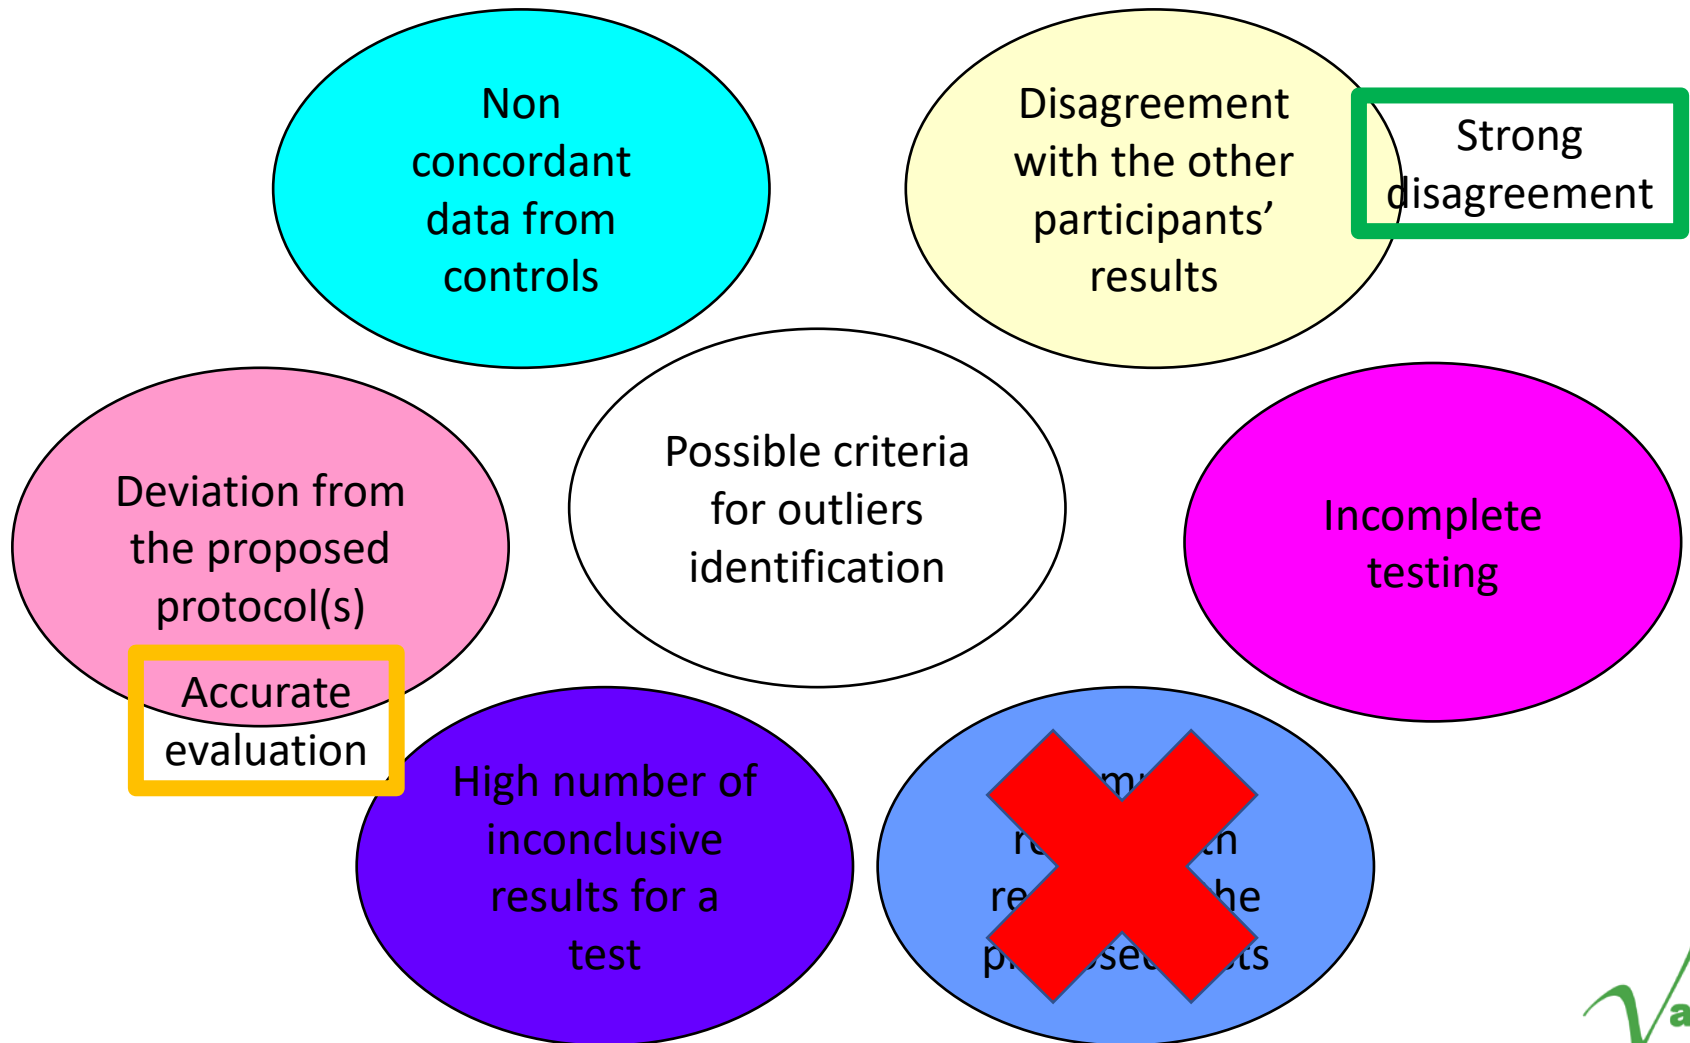 Non
concordant
data from
controls
Disagreement
with the other
participants’
results
Strong
disagreement
Possible criteria
for outliers
identification
Deviation from
the proposed
protocol(s)
Accurate
evaluation
Incomplete
testing
High number of
inconclusive
results for a
test